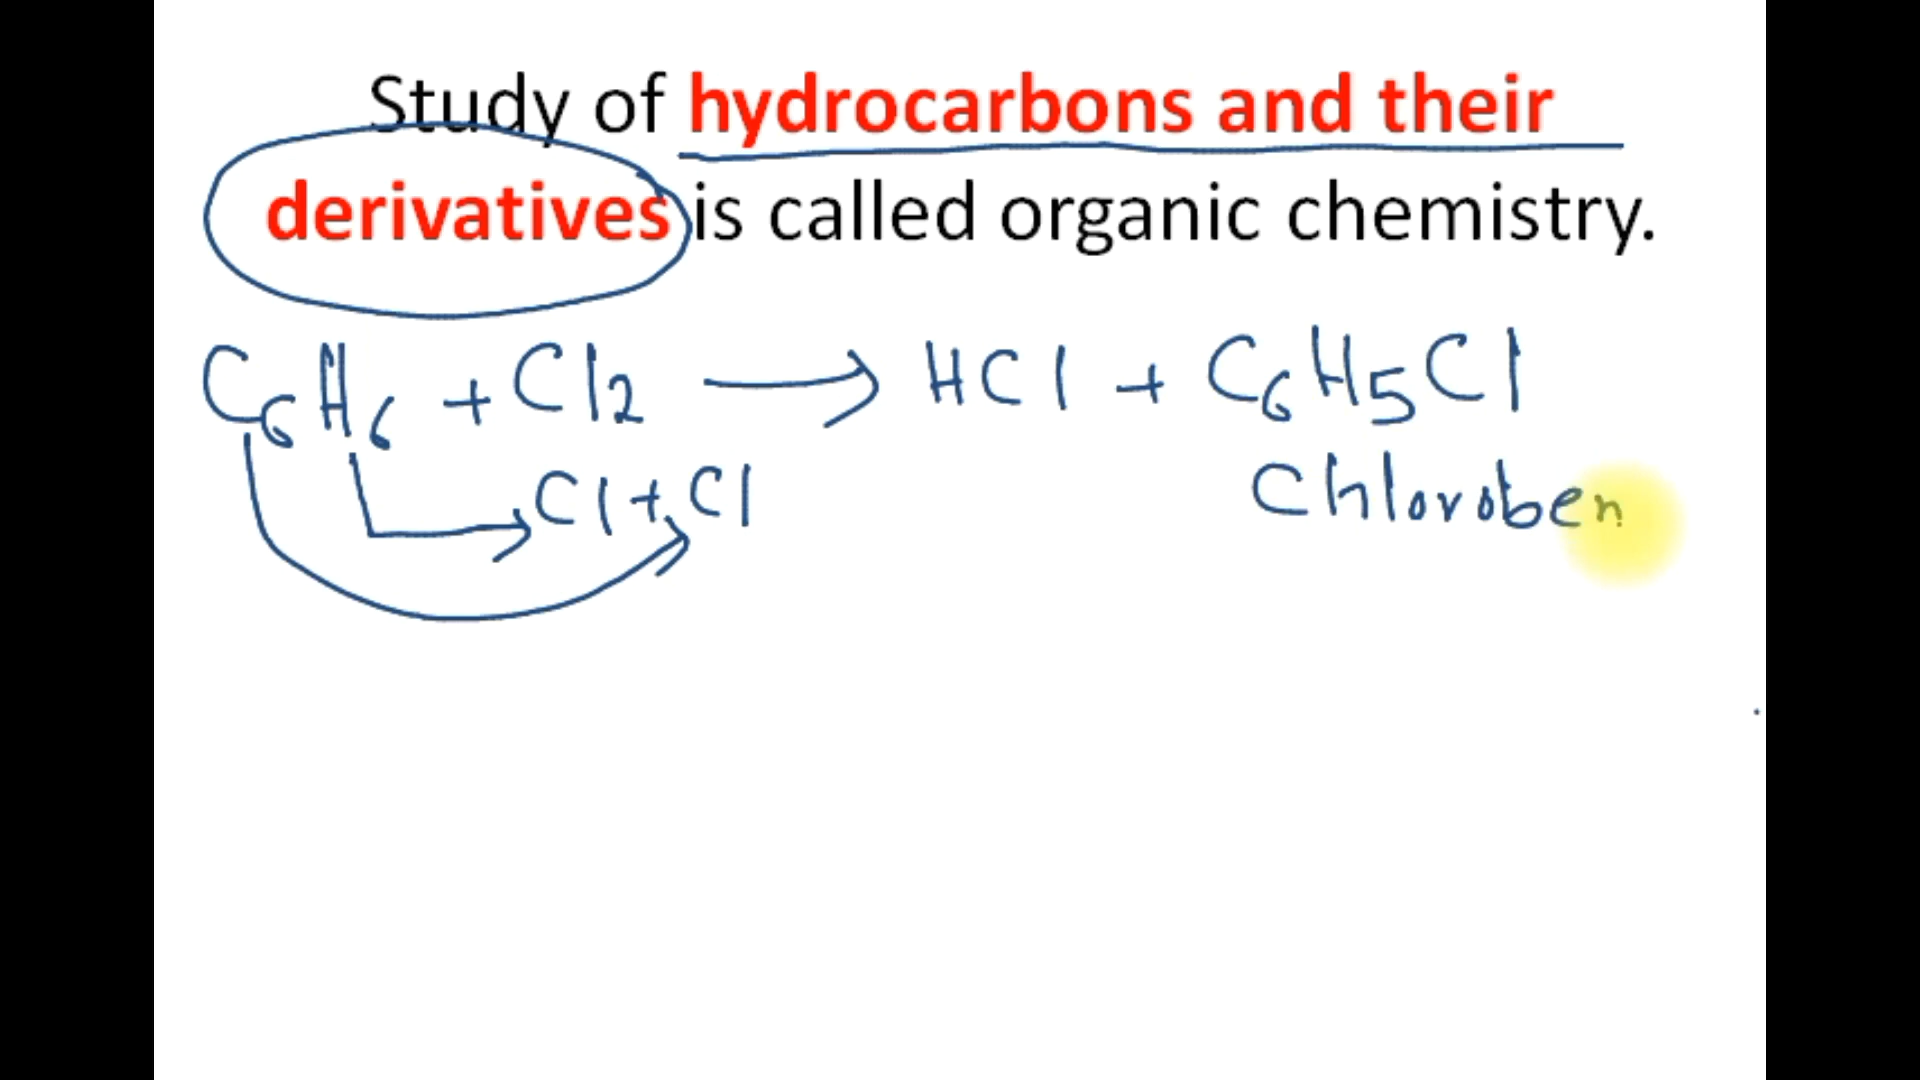 Study of hydrocarbons and their
derivatives is called organic chemistry.
C6H6 + Cl2 → HCl + C6H5Cl
Cl + Cl
Chloroben